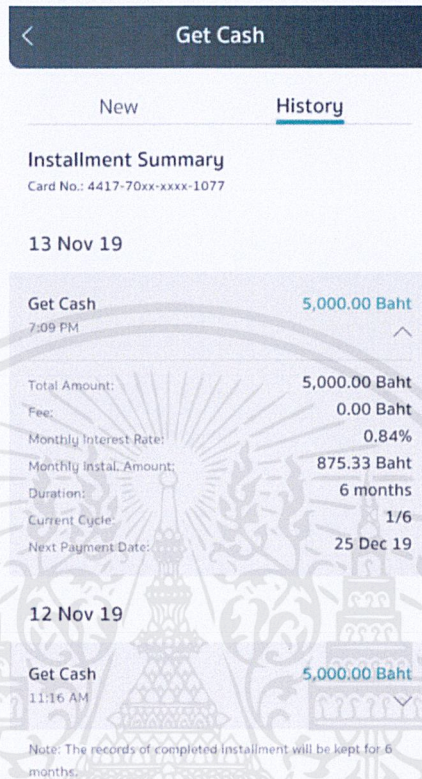 Get Cash
New History
Installment Summary
Card No.: 4417-70xx-xxxx-1077
13 Nov 19
Get Cash 5,000.00 Baht
7:09 PM
Total Amount: 5,000.00 Baht
Fee: 0.00 Baht
Monthly Interest Rate: 0.84%
Monthly Instal. Amount: 875.33 Baht
Duration: 6 months
Current Cycle: 1/6
Next Payment Date: 25 Dec 19
12 Nov 19
Get Cash 5,000.00 Baht
11:16 AM
Note: The records of completed installment will be kept for 6
months.